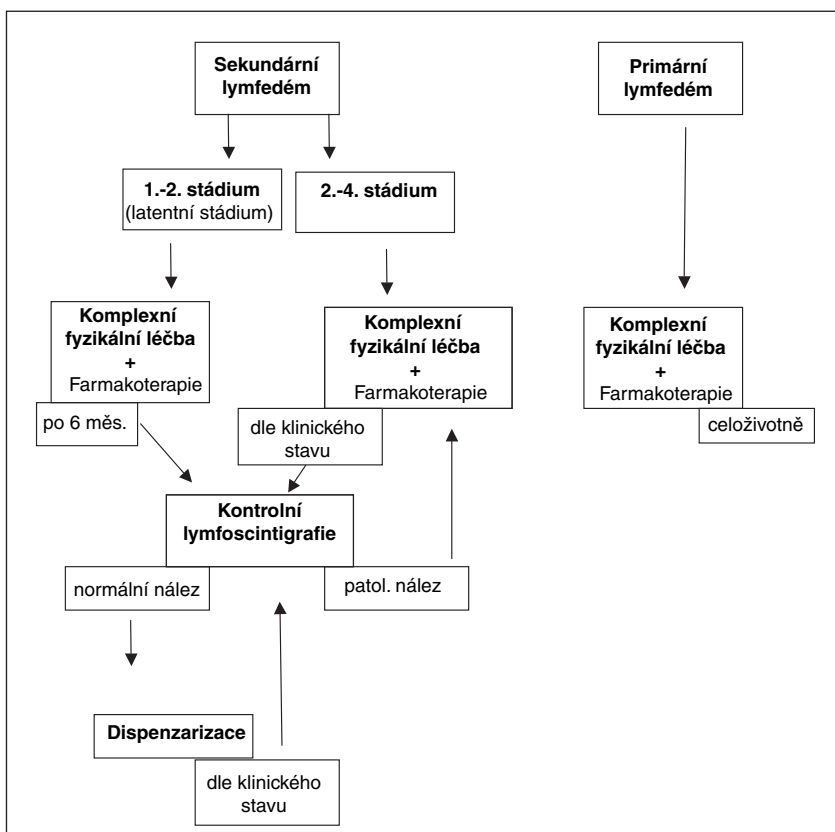 Sekundární
lymfedém
Primární
lymfedém
1.-2. stádium
(latentní stádium)
2.-4. stádium
Komplexní
fyzikální léčba
+
Farmakoterapie
po 6 měs.
Komplexní
fyzikální léčba
+
Farmakoterapie
dle klinického
stavu
Komplexní
fyzikální léčba
+
Farmakoterapie
celoživotně
Kontrolní
lymfoscintigrafie
normální nález
patol. nález
Dispenzarizace
dle klinického
stavu